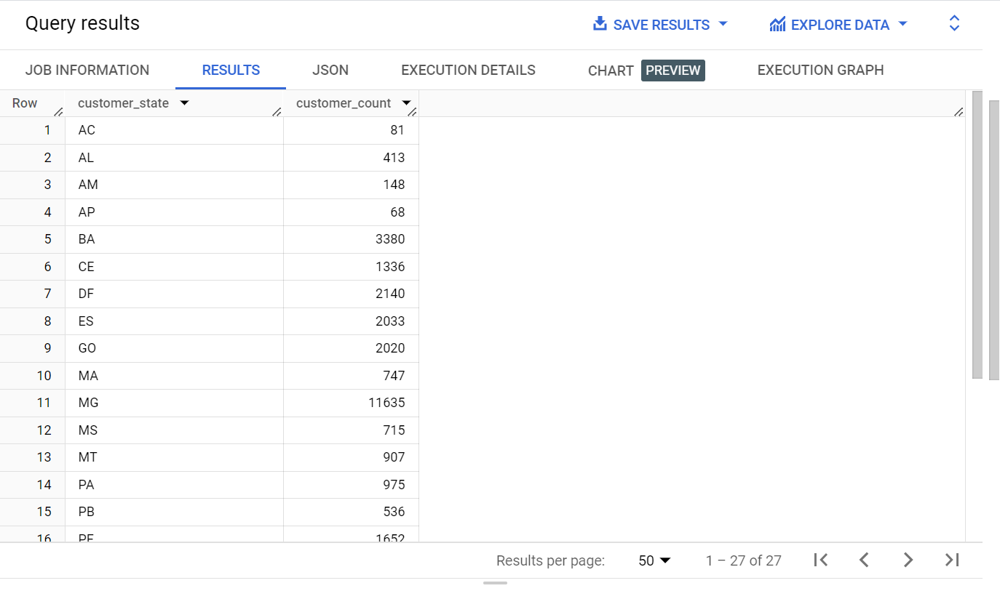 Query results SAVE RESULTS EXPLORE DATA
JOB INFORMATION RESULTS JSON EXECUTION DETAILS CHART PREVIEW EXECUTION GRAPH
Row customer_state customer_count
1 AC 81
2 AL 413
3 AM 148
4 AP 68
5 BA 3380
6 CE 1336
7 DF 2140
8 ES 2033
9 GO 2020
10 MA 747
11 MG 11635
12 MS 715
13 MT 907
14 PA 975
15 PB 536
16 PE 1652
Results per page: 50 1 – 27 of 27